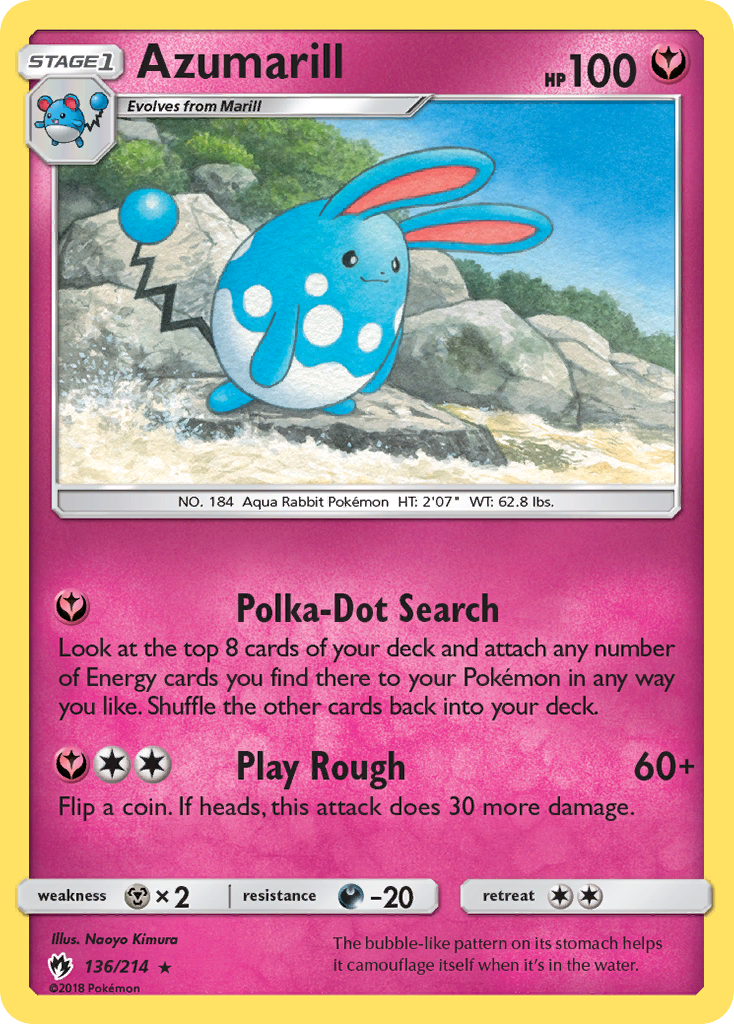 STAGE1
Azumarill
HP100
Evolves from Marill
NO. 184 Aqua Rabbit Pokémon HT: 2'07" WT: 62.8 lbs.
Polka-Dot Search
Look at the top 8 cards of your deck and attach any number
of Energy cards you find there to your Pokémon in any way
you like. Shuffle the other cards back into your deck.
Play Rough 60+
Flip a coin. If heads, this attack does 30 more damage.
weakness ×2 resistance -20 retreat
Illus. Naoyo Kimura
136/214 ★
©2018 Pokémon
The bubble-like pattern on its stomach helps
it camouflage itself when it's in the water.